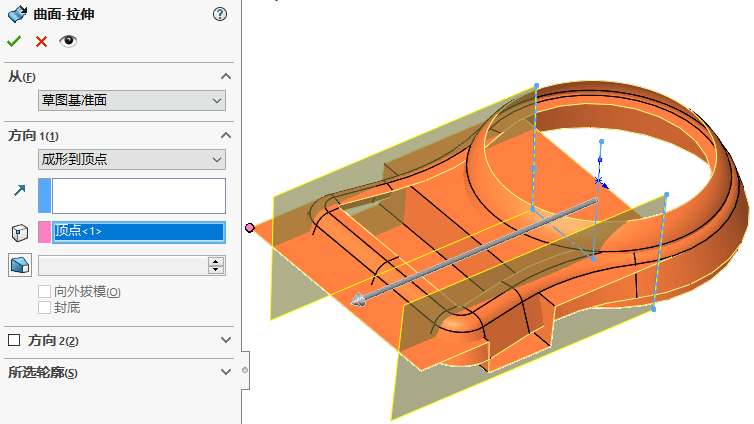 曲面-拉伸
从(F)
草图基准面
方向 1(1)
成形到顶点
顶点<1>
向外拔模(O)
封底
方向 2(2)
所选轮廓(S)